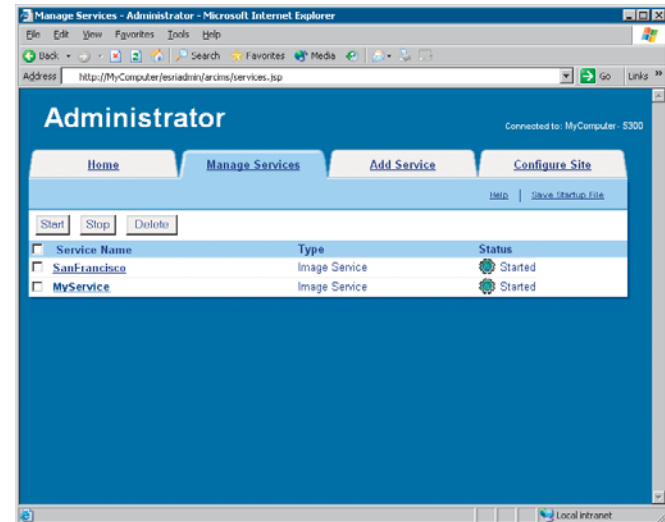 Manage Services - Administrator - Microsoft Internet Explorer
File Edit View Favorites Tools Help
Back Search Favorites Media
Address http://MyComputer/esriadmin/arcims/services.jsp Go Links »
Administrator
Connected to: MyComputer - 5300
Home Manage Services Add Service Configure Site
Help | Save Startup File
Start Stop Delete
Service Name Type Status
SanFrancisco Image Service Started
MyService Image Service Started
Local intranet